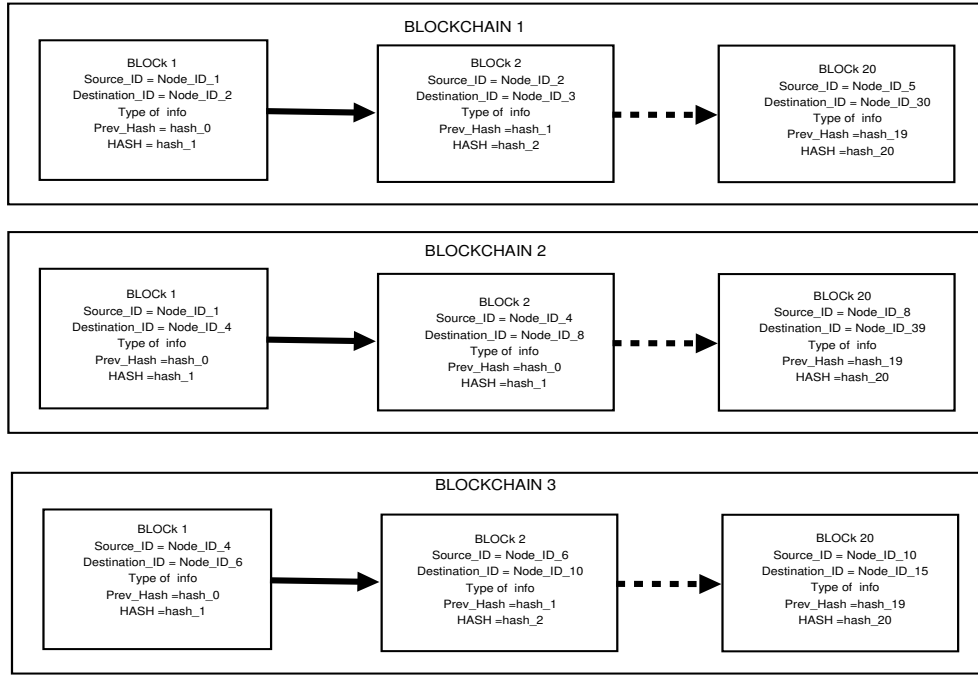 BLOCKCHAIN 1
BLOCk 1
Source_ID = Node_ID_1
Destination_ID = Node_ID_2
Type of info
Prev_Hash = hash_0
HASH = hash_1
BLOCk 2
Source_ID = Node_ID_2
Destination_ID = Node_ID_3
Type of info
Prev_Hash =hash_1
HASH =hash_2
BLOCk 20
Source_ID = Node_ID_5
Destination_ID = Node_ID_30
Type of info
Prev_Hash =hash_19
HASH =hash_20
BLOCKCHAIN 2
BLOCk 1
Source_ID = Node_ID_1
Destination_ID = Node_ID_4
Type of info
Prev_Hash =hash_0
HASH =hash_1
BLOCk 2
Source_ID = Node_ID_4
Destination_ID = Node_ID_8
Type of info
Prev_Hash =hash_0
HASH =hash_1
BLOCk 20
Source_ID = Node_ID_8
Destination_ID = Node_ID_39
Type of info
Prev_Hash =hash_19
HASH =hash_20
BLOCKCHAIN 3
BLOCk 1
Source_ID = Node_ID_4
Destination_ID = Node_ID_6
Type of info
Prev_Hash =hash_0
HASH =hash_1
BLOCk 2
Source_ID = Node_ID_6
Destination_ID = Node_ID_10
Type of info
Prev_Hash =hash_1
HASH =hash_2
BLOCk 20
Source_ID = Node_ID_10
Destination_ID = Node_ID_15
Type of info
Prev_Hash =hash_19
HASH =hash_20